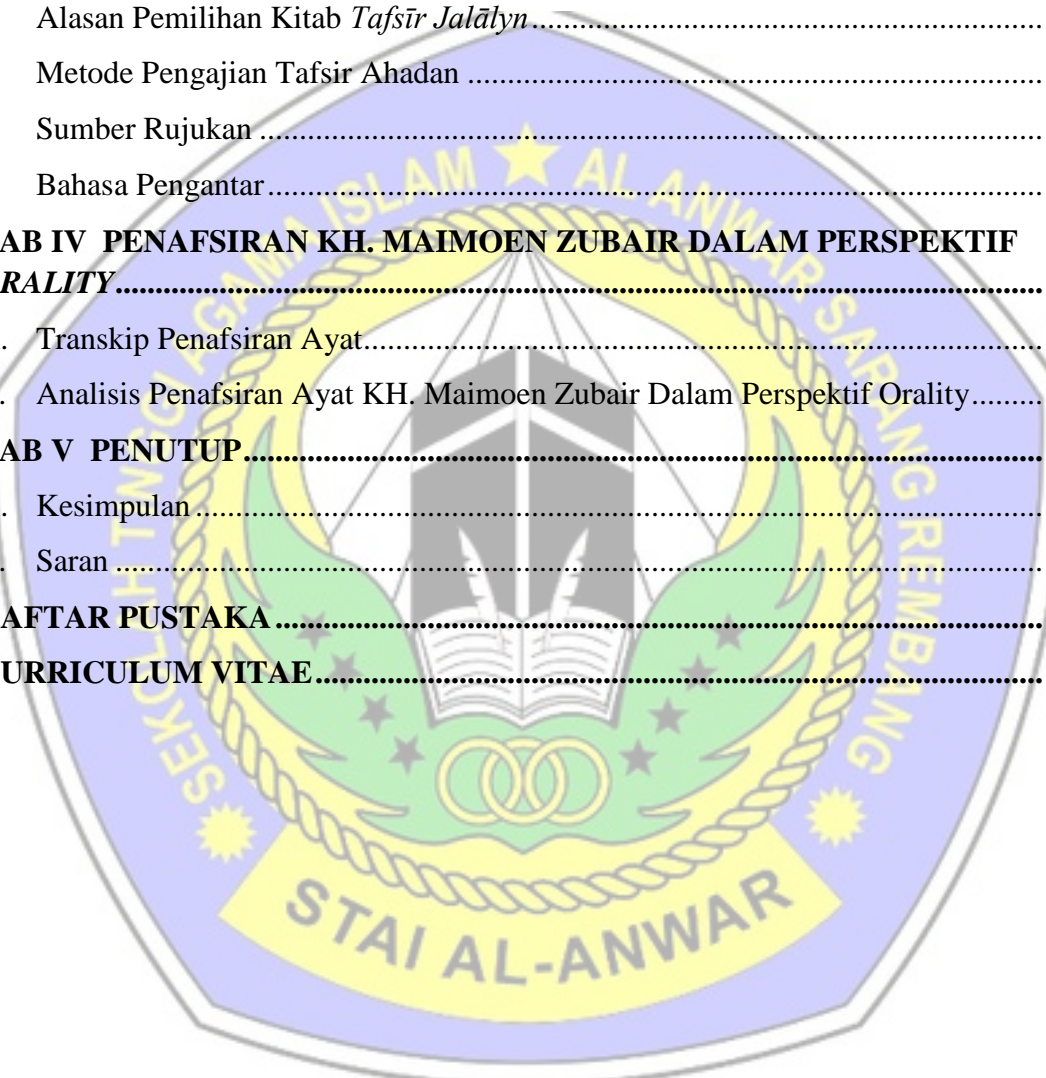 Alasan Pemilihan Kitab Tafsīr Jalālyn
Metode Pengajian Tafsir Ahadan
Sumber Rujukan
Bahasa Pengantar
AB IV PENAFSIRAN KH. MAIMOEN ZUBAIR DALAM PERSPEKTIF
RALITY
. Transkip Penafsiran Ayat
. Analisis Penafsiran Ayat KH. Maimoen Zubair Dalam Perspektif Orality
AB V PENUTUP
. Kesimpulan
. Saran
AFTAR PUSTAKA
URRICULUM VITAE
SEKOLAH TINGGI AGAMA ISLAM AL ANWAR SARANG REMBANG
STAI AL-ANWAR